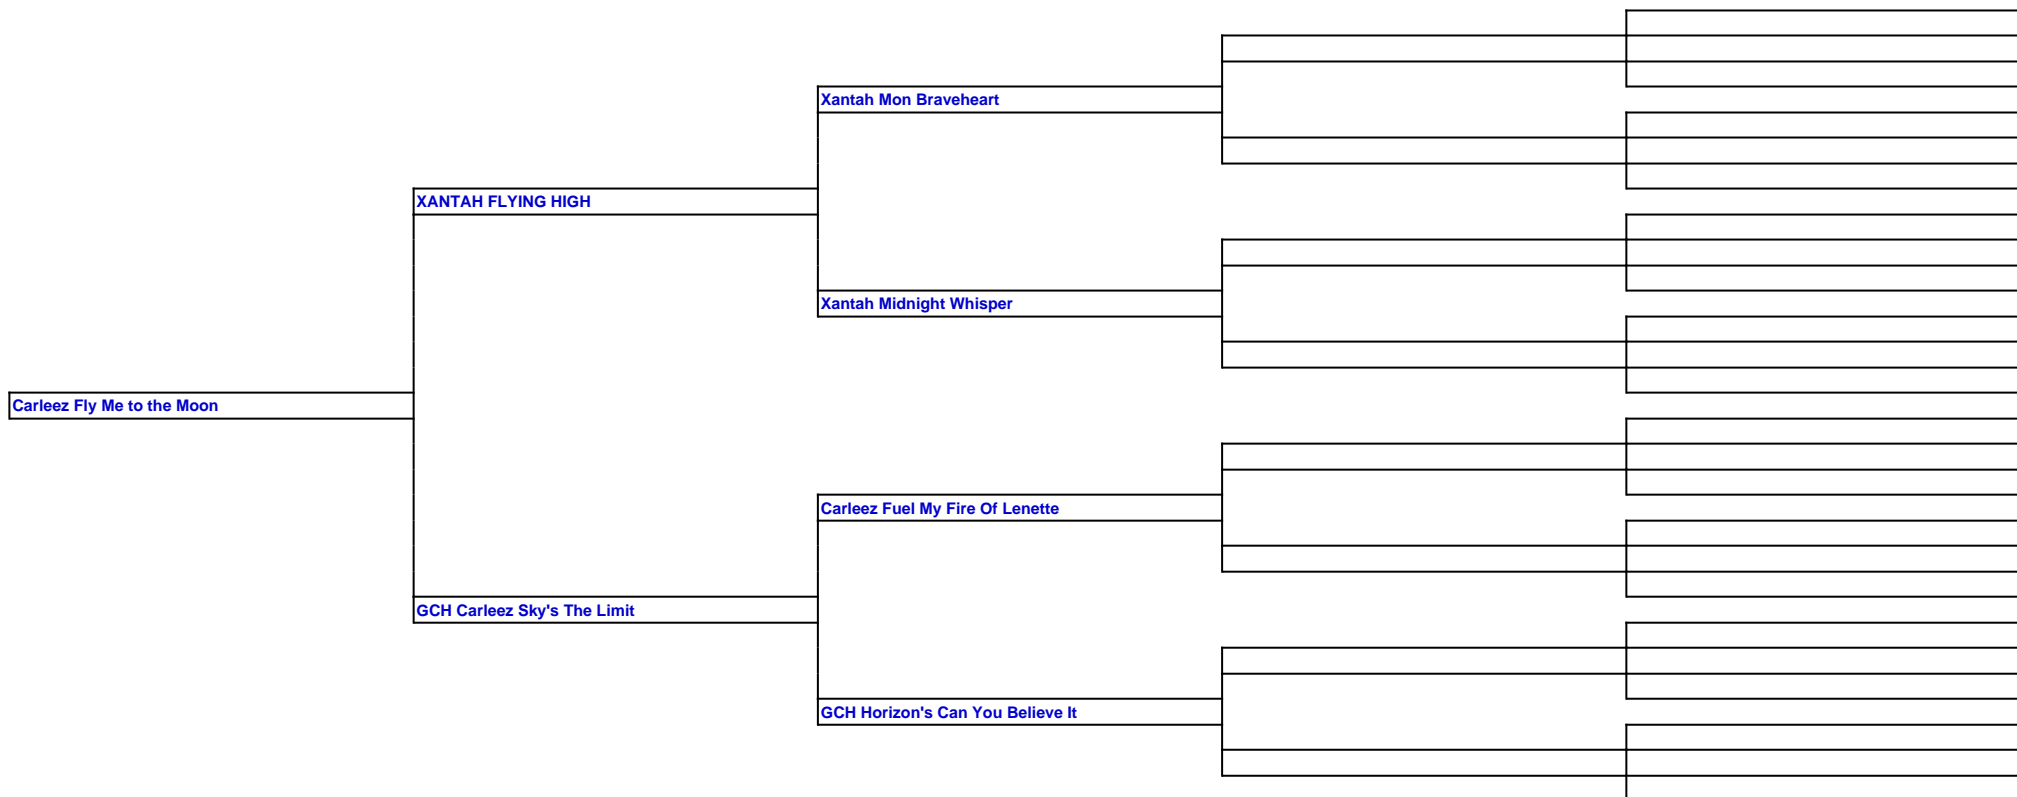 Xantah Mon Braveheart
XANTAH FLYING HIGH
Xantah Midnight Whisper
Carleez Fly Me to the Moon
Carleez Fuel My Fire Of Lenette
GCH Carleez Sky's The Limit
GCH Horizon's Can You Believe It